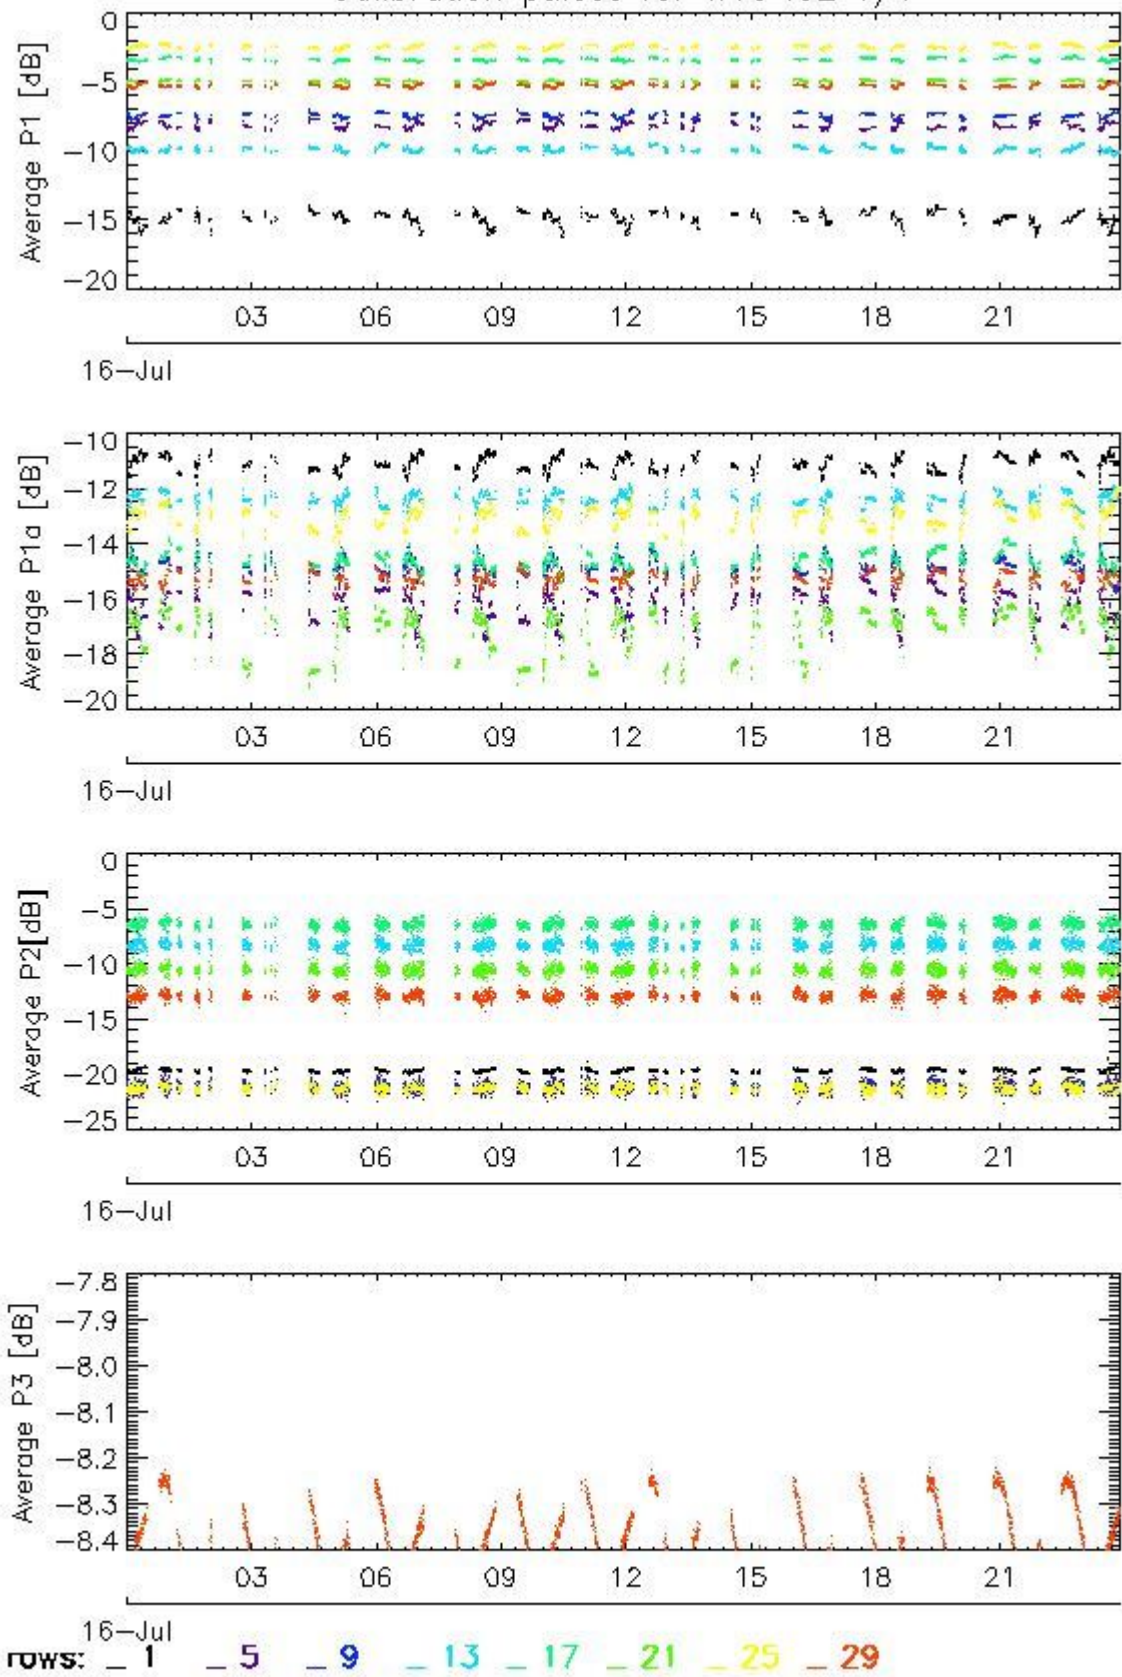 0
−5
−10
−15
−20
Average P1 [dB]
03 06 09 12 15 18 21
16−Jul
−10
−12
−14
−16
−18
−20
Average P1a [dB]
03 06 09 12 15 18 21
16−Jul
0
−5
−10
−15
−20
−25
Average P2[dB]
03 06 09 12 15 18 21
16−Jul
−7.8
−7.9
−8.0
−8.1
−8.2
−8.3
−8.4
Average P3 [dB]
03 06 09 12 15 18 21
16−Jul
rows: _ 1 _ 5 _ 9 _ 13 _ 17 _ 21 _ 25 _ 29